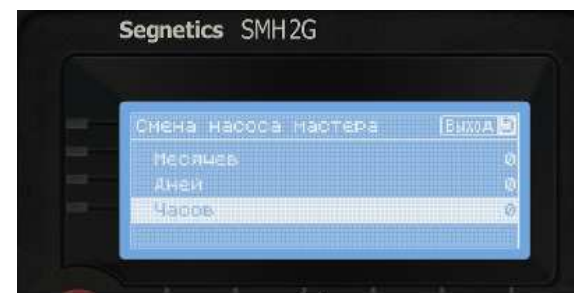 Segnetics SMH2G
Смена насоса мастера Выход
Месяцев 0
Дней 0
Часов 0